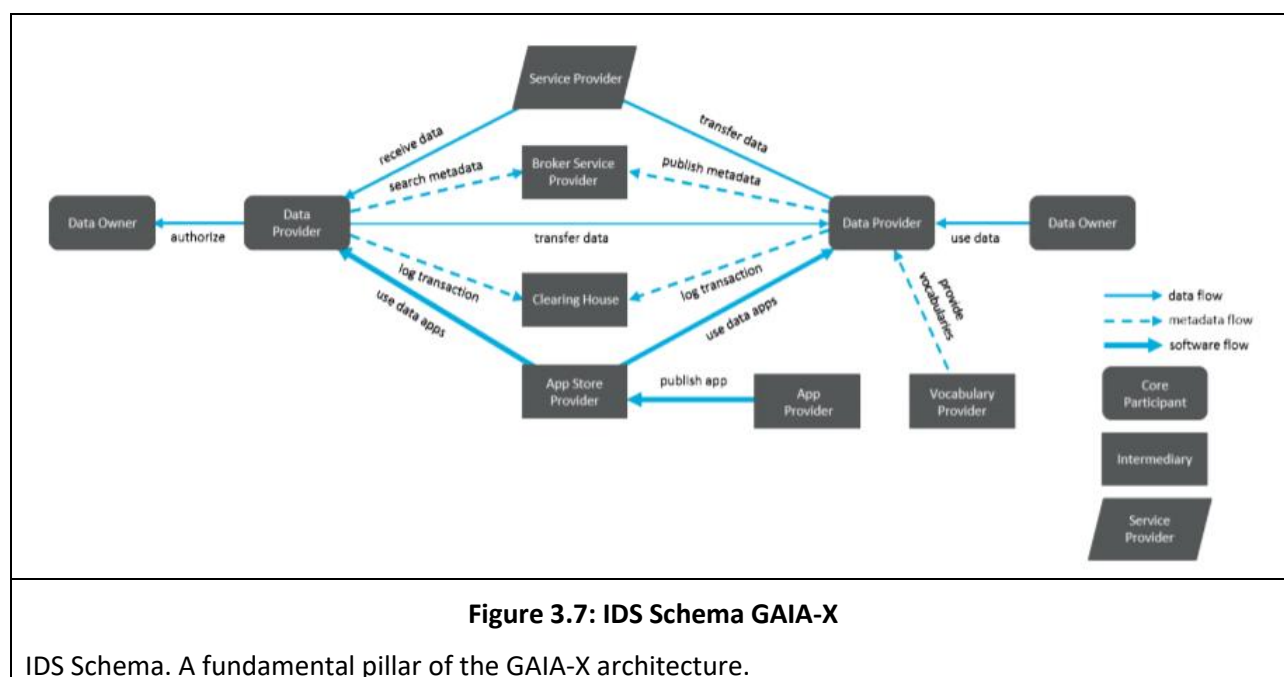 Service Provider
receive data
transfer data
search metadata
Broker Service
Provider
publish metadata
Data Owner
authorize
Data
Provider
transfer data
Data Provider
use data
Data Owner
log transaction
Clearing House
log transaction
use data apps
use data apps
provide
vocabularies
App Store
Provider
publish app
App
Provider
Vocabulary
Provider
data flow
metadata flow
software flow
Core
Participant
Intermediary
Service
Provider
Figure 3.7: IDS Schema GAIA-X
IDS Schema. A fundamental pillar of the GAIA-X architecture.